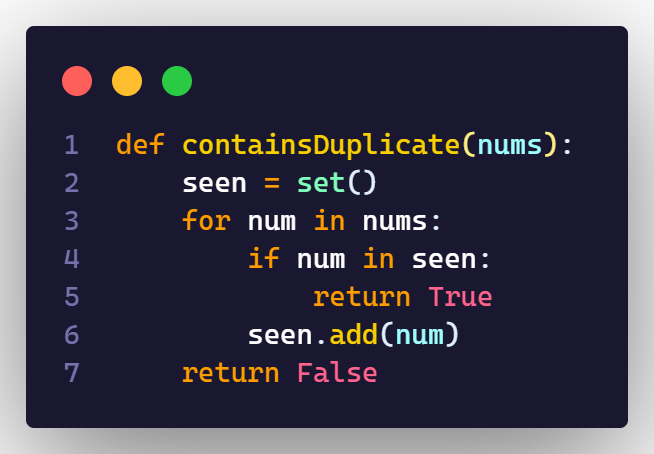 1 def containsDuplicate(nums):
2     seen = set()
3     for num in nums:
4         if num in seen:
5             return True
6         seen.add(num)
7     return False